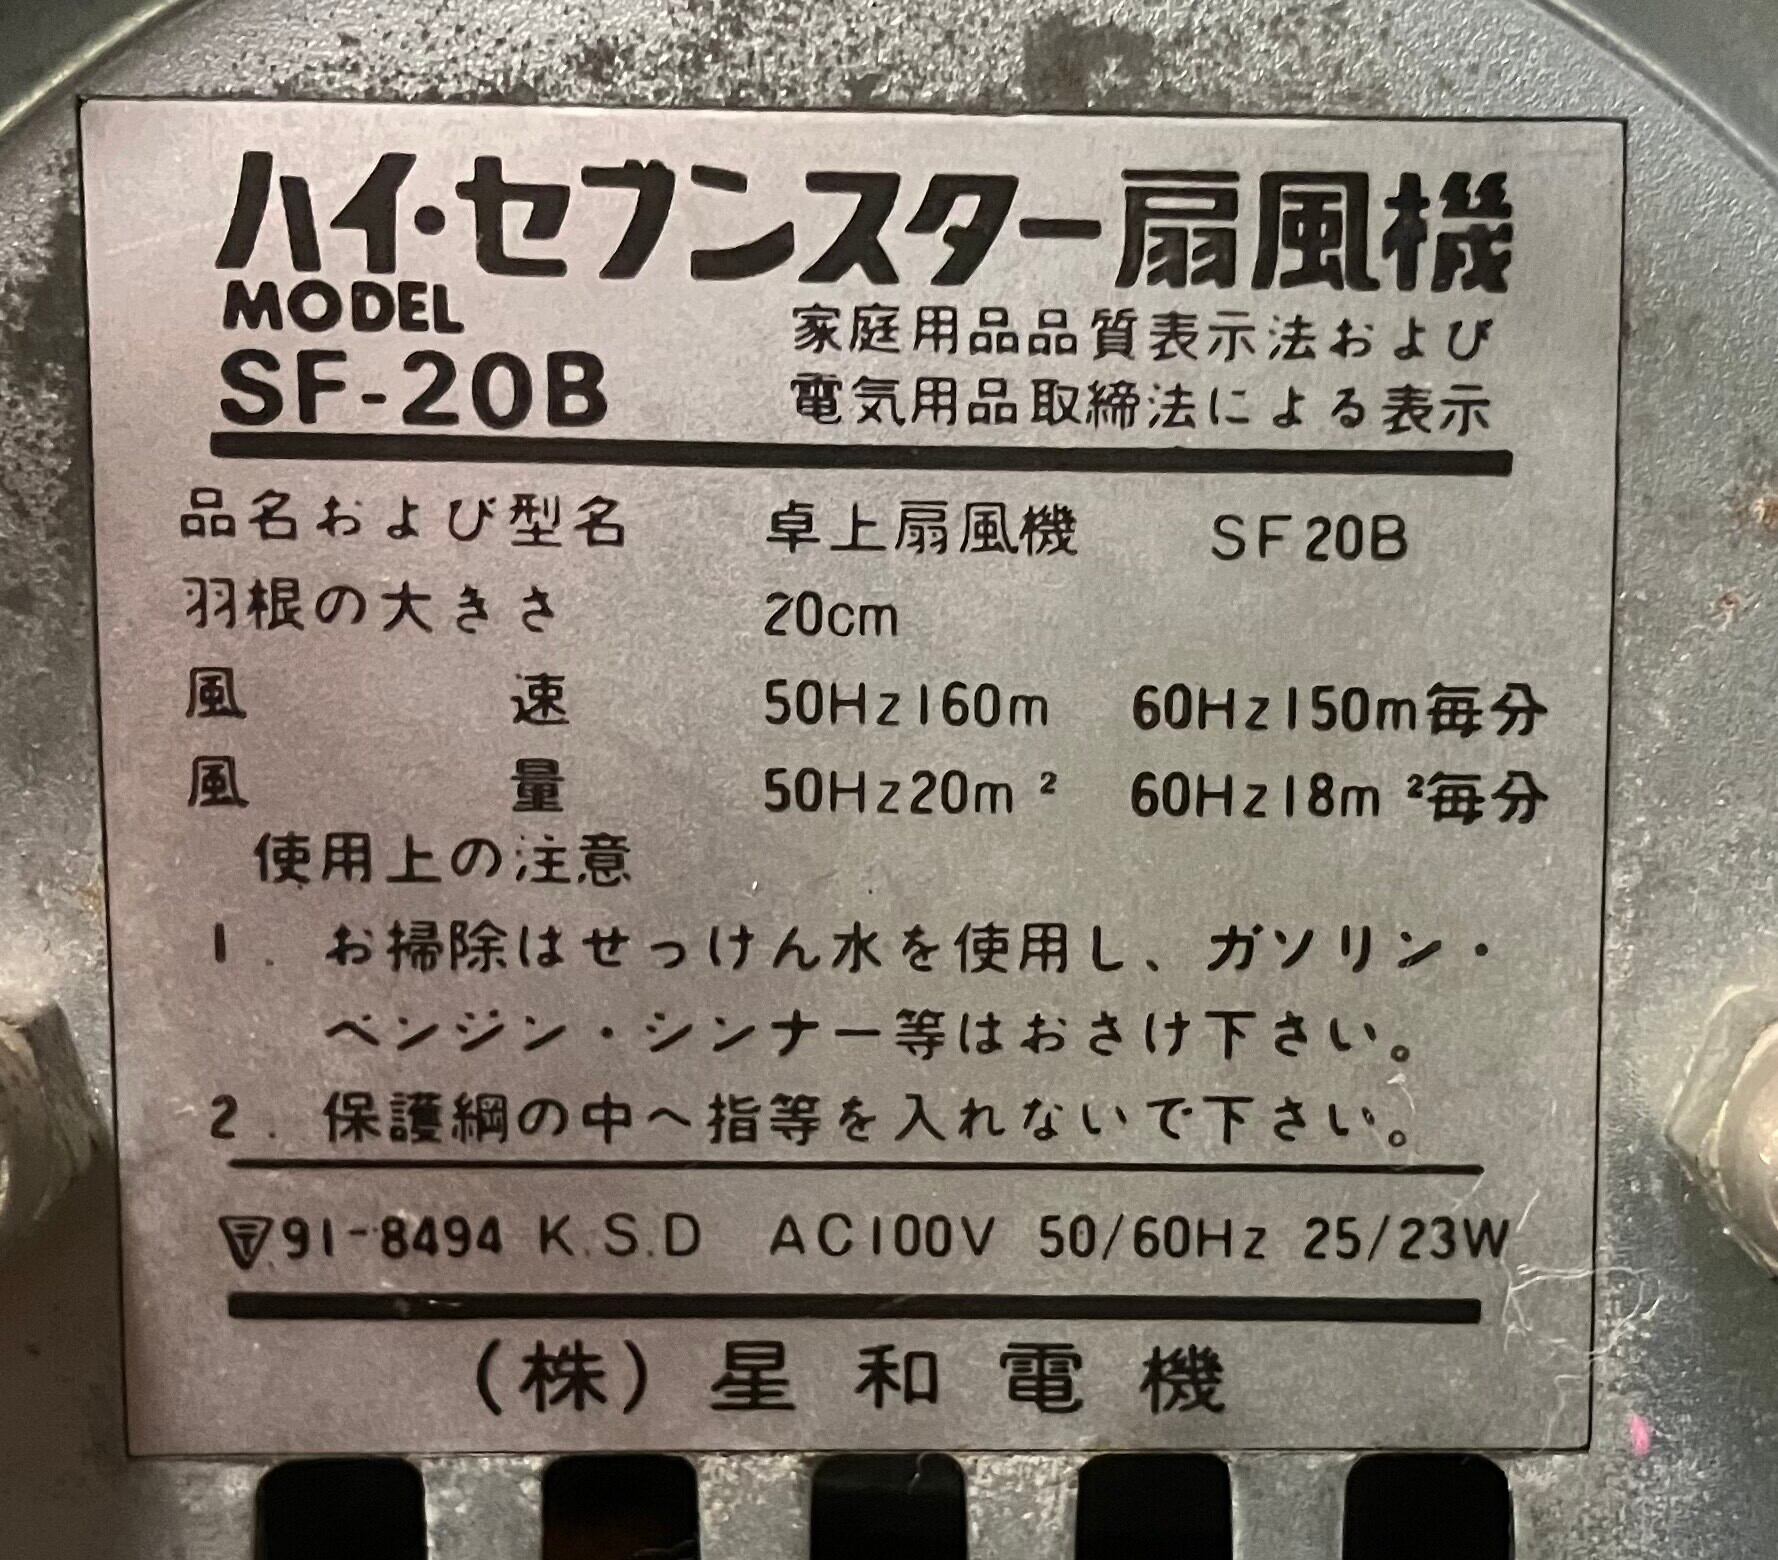 ハイ・セブンスター扇風機
MODEL
SF-20B
家庭用品品質表示法および
電気用品取締法による表示
品名および型名 卓上扇風機 SF20B
羽根の大きさ 20cm
風速 50Hz160m 60Hz150m毎分
風量 50Hz20m² 60Hz18m²毎分
使用上の注意
1. お掃除はせっけん水を使用し、ガソリン・
ベンジン・シンナー等はおさけ下さい。
2. 保護綱の中へ指等を入れないで下さい。
91-8494 K.S.D AC100V 50/60Hz 25/23W
(株)星和電機